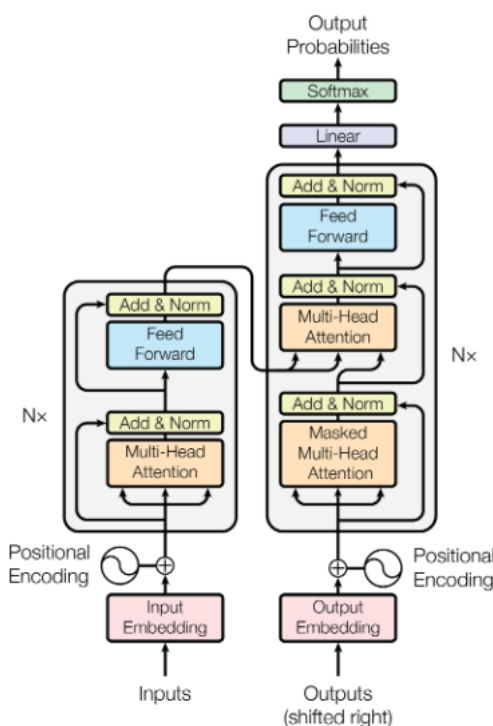 Output
Probabilities
Softmax
Linear
Add & Norm
Feed
Forward
Add & Norm
Multi-Head
Attention
Add & Norm
Masked
Multi-Head
Attention
Nx
Add & Norm
Feed
Forward
Add & Norm
Multi-Head
Attention
Nx
Positional
Encoding
Positional
Encoding
Input
Embedding
Output
Embedding
Inputs
Outputs
(shifted right)